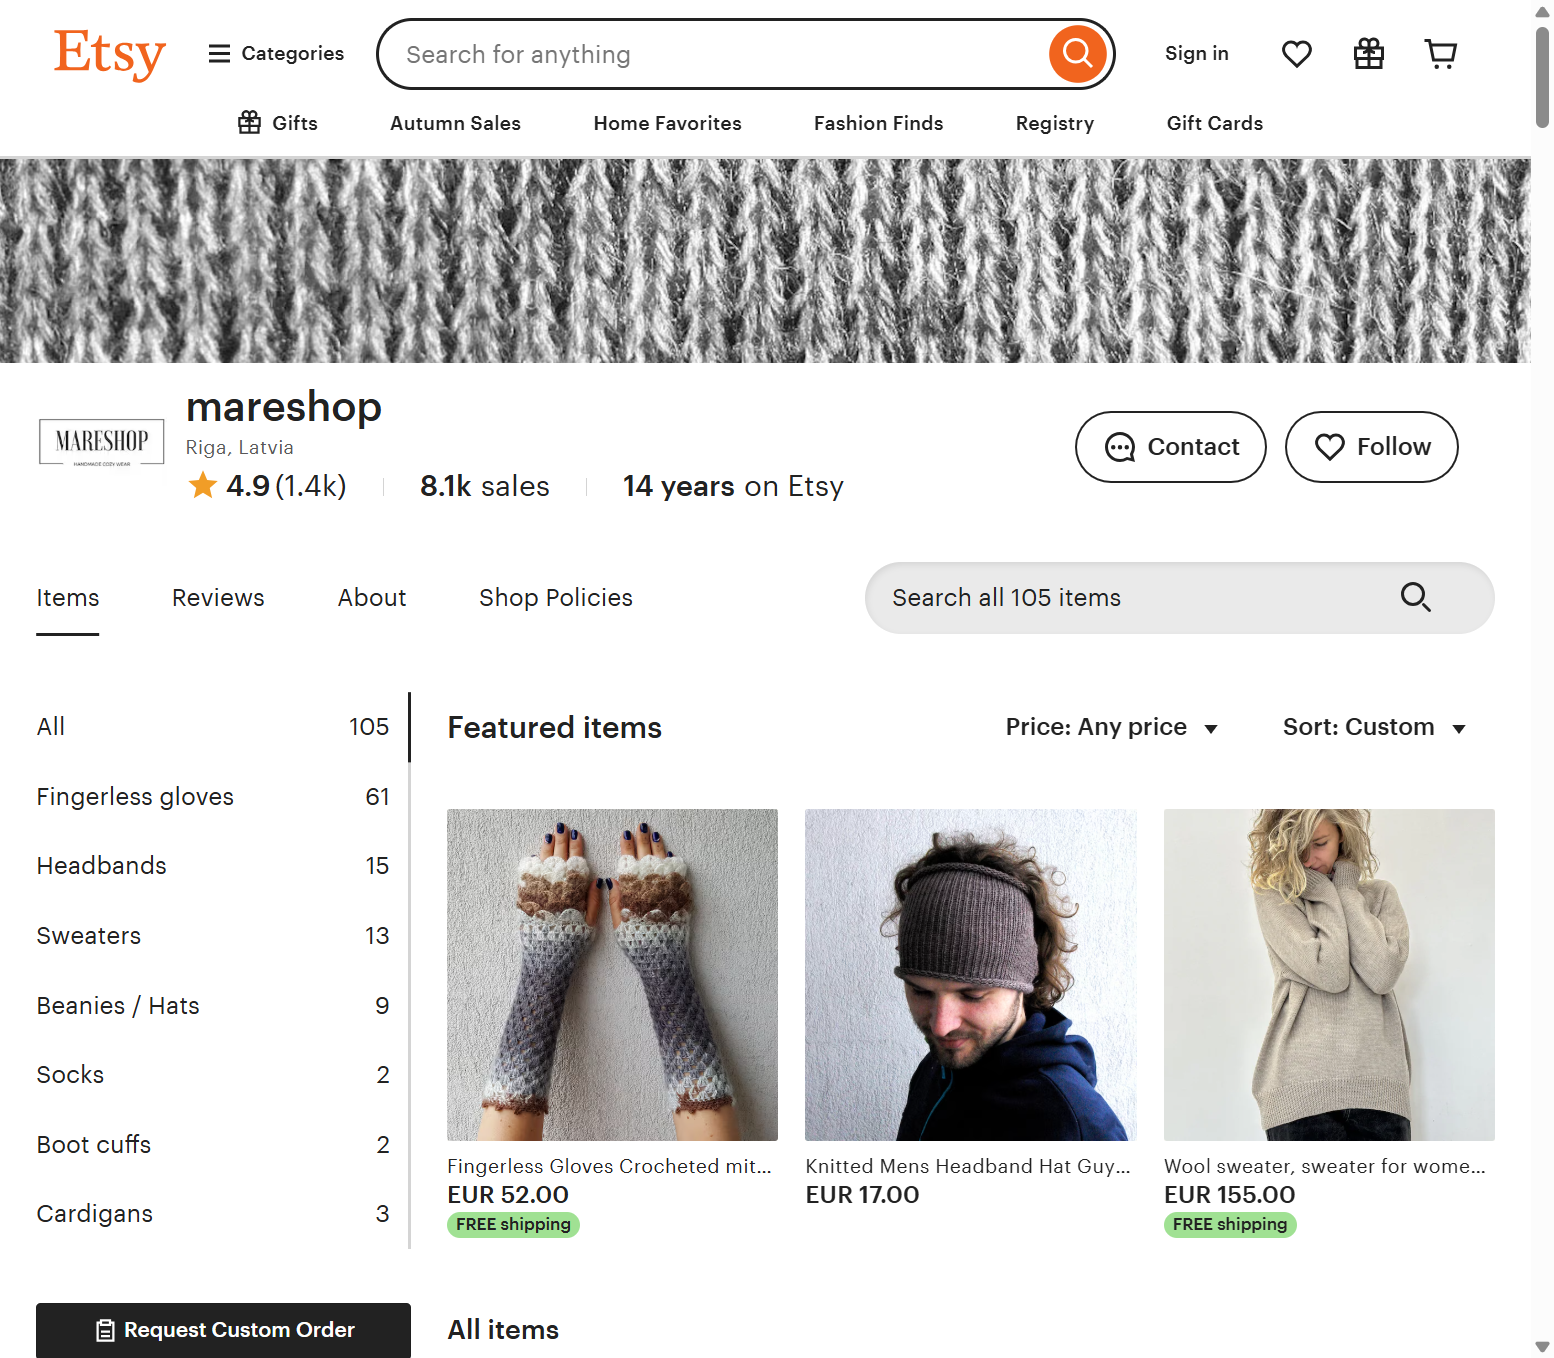 Etsy
Categories
Search for anything
Sign in
Gifts
Autumn Sales
Home Favorites
Fashion Finds
Registry
Gift Cards
MARESHOP
HANDMADE COZY WEAR
mareshop
Riga, Latvia
4.9 (1.4k)
8.1k sales
14 years on Etsy
Contact
Follow
Items
Reviews
About
Shop Policies
Search all 105 items
All 105
Fingerless gloves 61
Headbands 15
Sweaters 13
Beanies / Hats 9
Socks 2
Boot cuffs 2
Cardigans 3
Request Custom Order
Featured items
Price: Any price
Sort: Custom
Fingerless Gloves Crocheted mit...
EUR 52.00
FREE shipping
Knitted Mens Headband Hat Guy...
EUR 17.00
Wool sweater, sweater for wome...
EUR 155.00
FREE shipping
All items